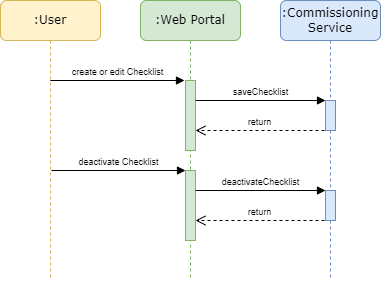 :User
:Web Portal
:Commissioning
Service
create or edit Checklist
saveChecklist
return
deactivate Checklist
deactivateChecklist
return